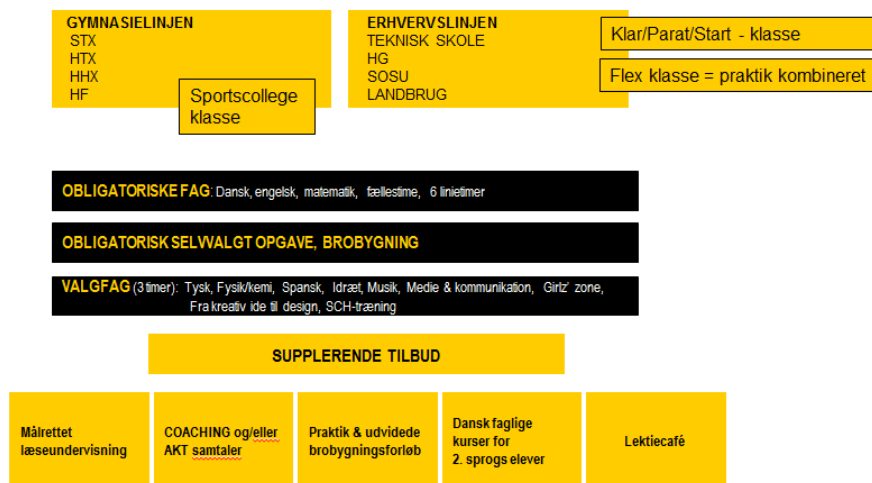 GYMNASIELINJEN
STX
HTX
HHX
HF
Sportscollege
klasse
ERHVERVSLINJEN
TEKNISK SKOLE
HG
SOSU
LANDBRUG
Klar/Parat/Start - klasse
Flex klasse = praktik kombineret
OBLIGATORISKE FAG: Dansk, engelsk, matematik, fællestime, 6 linietimer
OBLIGATORISK SELVVALGT OPGAVE, BROBYGNING
VALGFAG (3 timer): Tysk, Fysik/kemi, Spansk, Idræt, Musik, Medie & kommunikation, Girlz' zone,
Fra kreativ ide til design, SCH-træning
SUPPLERENDE TILBUD
Målrettet
læseundervisning
COACHING og/eller
AKT samtaler
Praktik & udvidede
brobygningsforløb
Dansk faglige
kurser for
2. sprogs elever
Lektiecafé